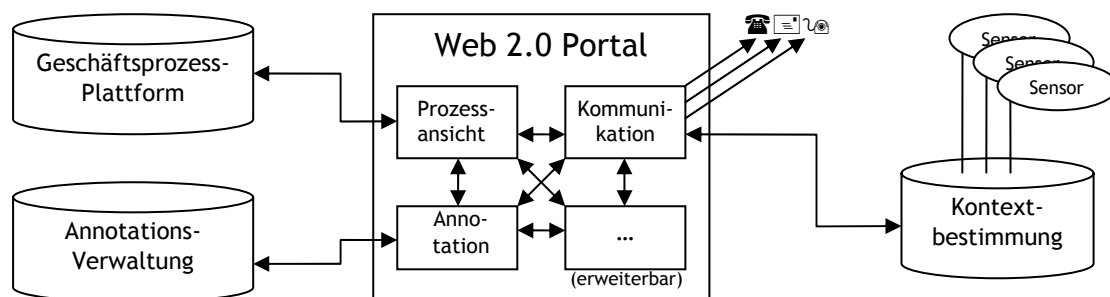 Geschäftsprozess-
Plattform
Annotations-
Verwaltung
Web 2.0 Portal
Prozess-
ansicht
Kommuni-
kation
Anno-
tation
...
(erweiterbar)
Sensor
Sensor
Sensor
Kontext-
bestimmung